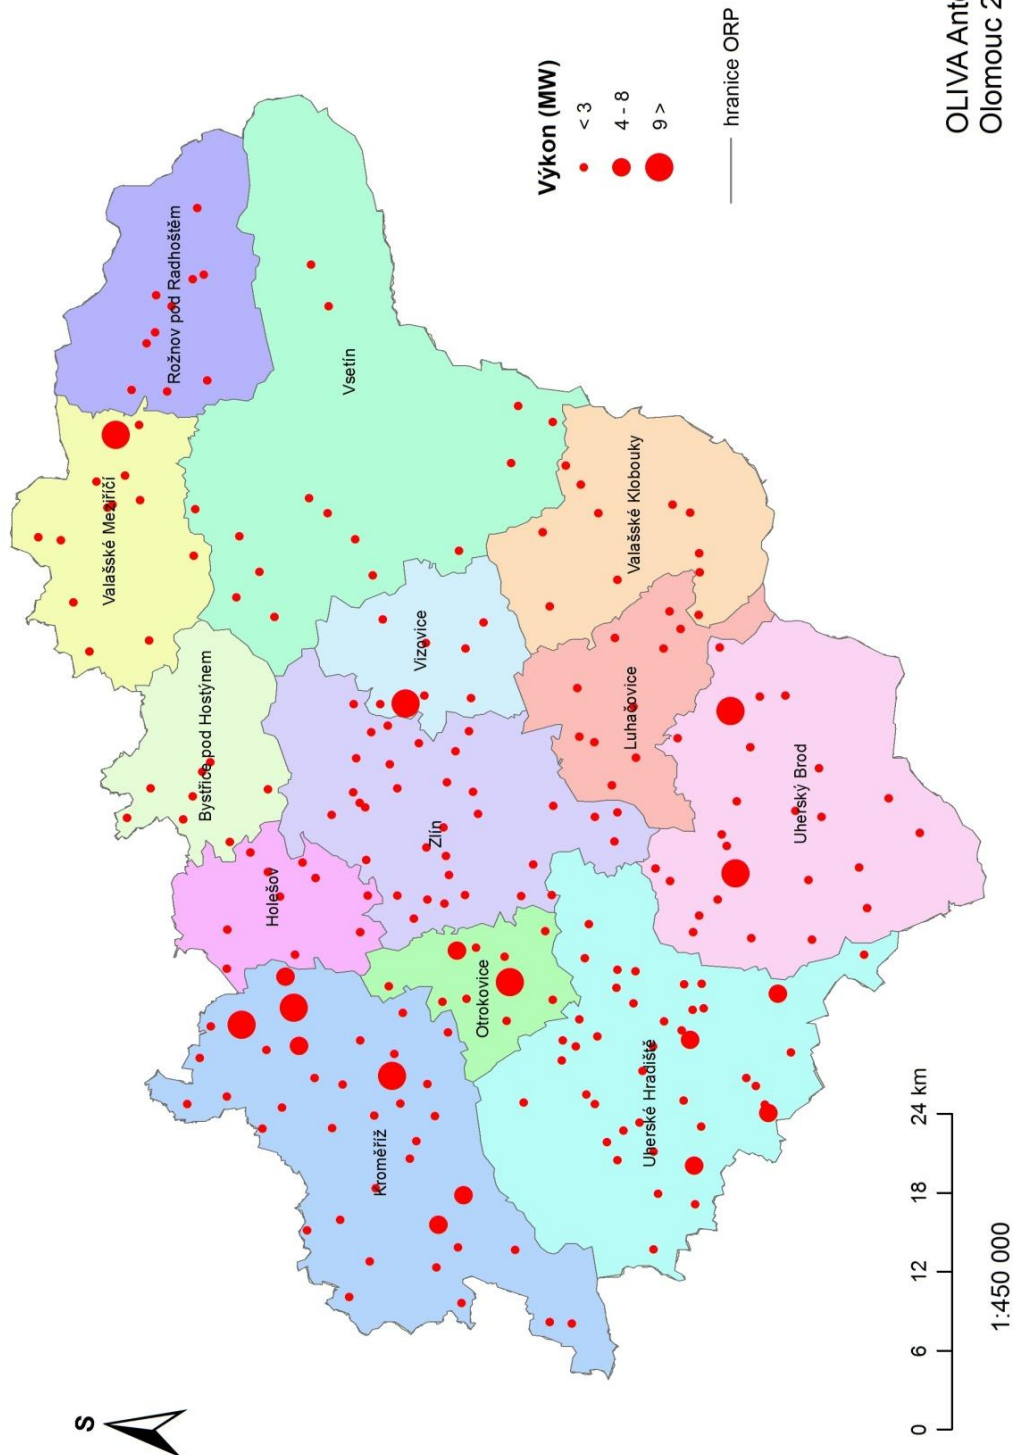 S
Rožnov pod Radhoštěm
Valašské Meziříčí
Bystřice pod Hostýnem
Vsetín
Holešov
Vizovice
Zlín
Kroměříž
Otrokovice
Valašské Klobouky
Luhačovice
Uherské Hradiště
Uherský Brod
Výkon (MW)
< 3
4 - 8
9 >
hranice ORP
0 6 12 18 24 km
1:450 000
OLIVA
Olomouc